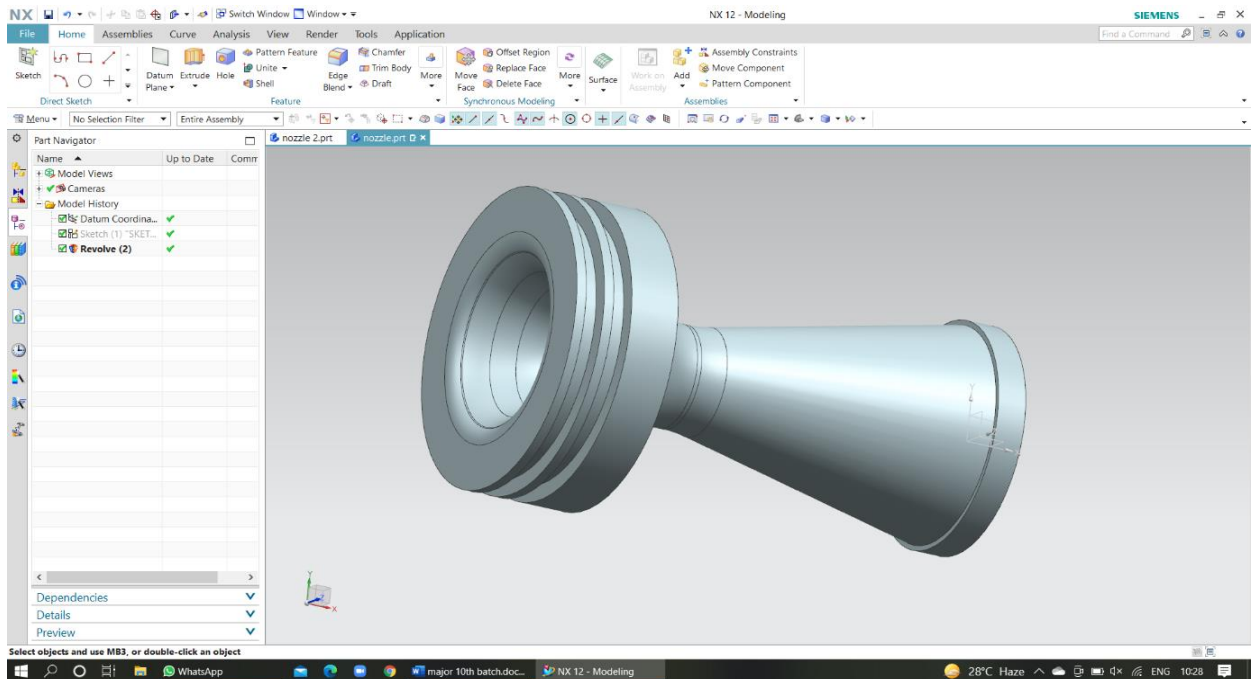 NX Switch Window Window NX 12 - Modeling SIEMENS
File Home Assemblies Curve Analysis View Render Tools Application Find a Command
Pattern Feature Chamfer Offset Region Assembly Constraints
Unite Trim Body Replace Face Move Component
Shell Draft Delete Face Pattern Component
Sketch Datum Plane Extrude Hole Edge Blend More Move Face More Surface Work on Assembly Add
Direct Sketch Feature Synchronous Modeling Assemblies
Menu No Selection Filter Entire Assembly
Part Navigator nozzle 2.prt nozzle.prt
Name Up to Date Comm
Model Views
Cameras
Model History
Datum Coordina...
Sketch (1) "SKET...
Revolve (2)
Y
Y
X
Dependencies
Details
Preview
Select objects and use MB3, or double-click an object
WhatsApp major 10th batch.doc... NX 12 - Modeling 28°C Haze ENG 10:28